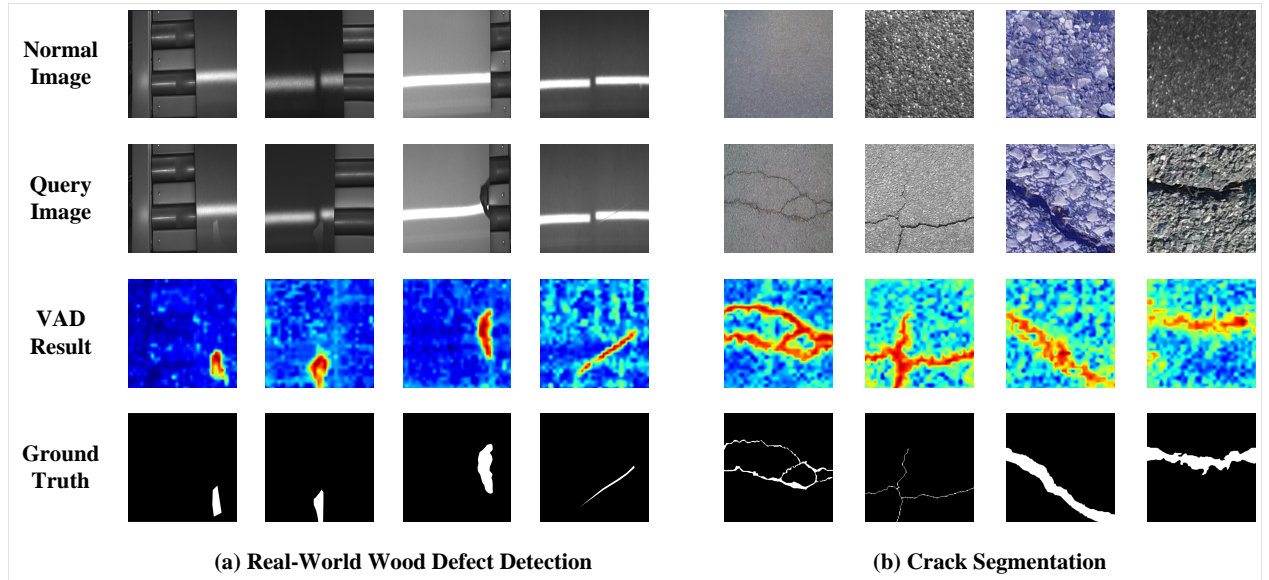 Normal
Image
Query
Image
VAD
Result
Ground
Truth
(a) Real-World Wood Defect Detection
(b) Crack Segmentation